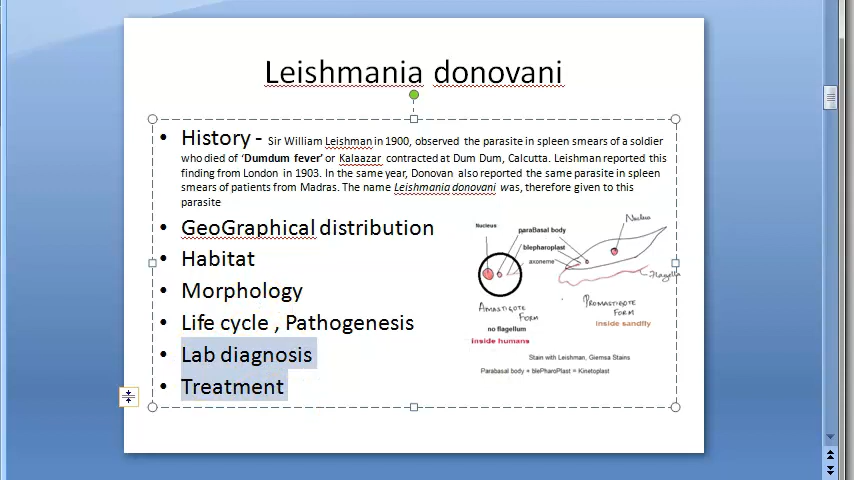 Leishmania donovani
• History - Sir William Leishman in 1900, observed the parasite in spleen smears of a soldier
who died of 'Dumdum fever' or Kalaazar contracted at Dum Dum, Calcutta. Leishman reported this
finding from London in 1903. In the same year, Donovan also reported the same parasite in spleen
smears of patients from Madras. The name Leishmania donovani was, therefore given to this
parasite
• GeoGraphical distribution
• Habitat
• Morphology
• Life cycle , Pathogenesis
• Lab diagnosis
• Treatment
Nucleus
paraBasal body
blepharoplast
axoneme
Nucleus
Flagella
AMASTIGOTE
FORM
no flagellum
inside humans
PROMASTIGOTE
FORM
inside sandfly
Stain with Leishman, Giemsa Stains
Parabasal body + blePharoPlast = Kinetoplast